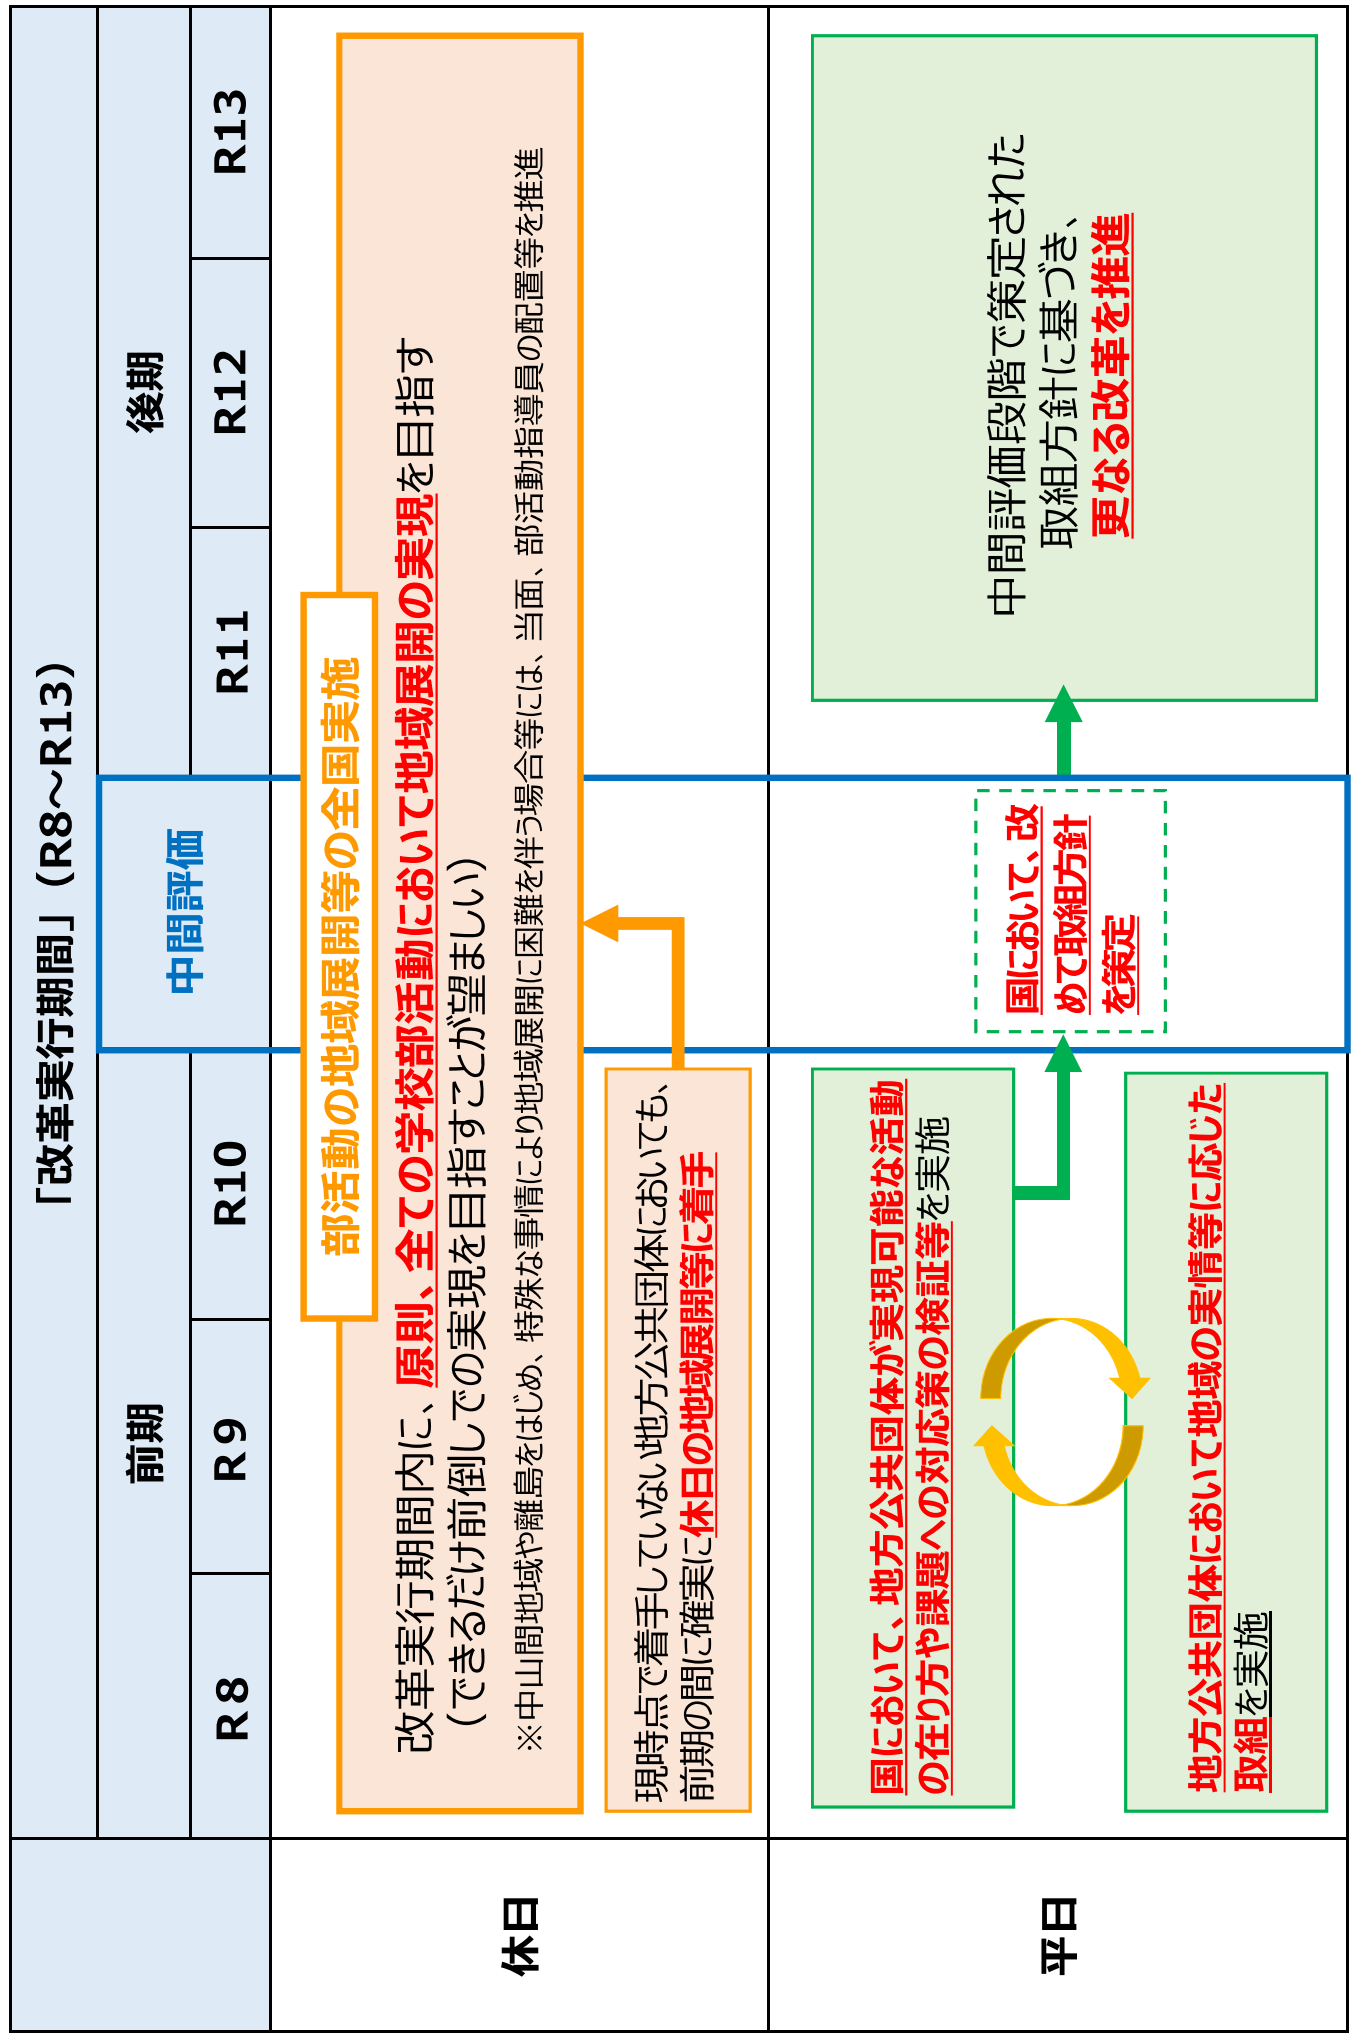 「改革実行期間」（R8～R13）
前期
中間評価
後期
R8
R9
R10
R11
R12
R13
休日
部活動の地域展開等の全国実施
改革実行期間内に、原則、全ての学校部活動において地域展開の実現を目指す
（できるだけ前倒しでの実現を目指すことが望ましい）
※中山間地域や離島をはじめ、特殊な事情により地域展開に困難を伴う場合等には、当面、部活動指導員の配置等を推進
現時点で着手していない地方公共団体においても、
前期の間に確実に休日の地域展開等に着手
平日
国において、地方公共団体が実現可能な活動
の在り方や課題への対応策の検証等を実施
地方公共団体において地域の実情等に応じた
取組を実施
国において、改
めて取組方針
を策定
中間評価段階で策定された
取組方針に基づき、
更なる改革を推進